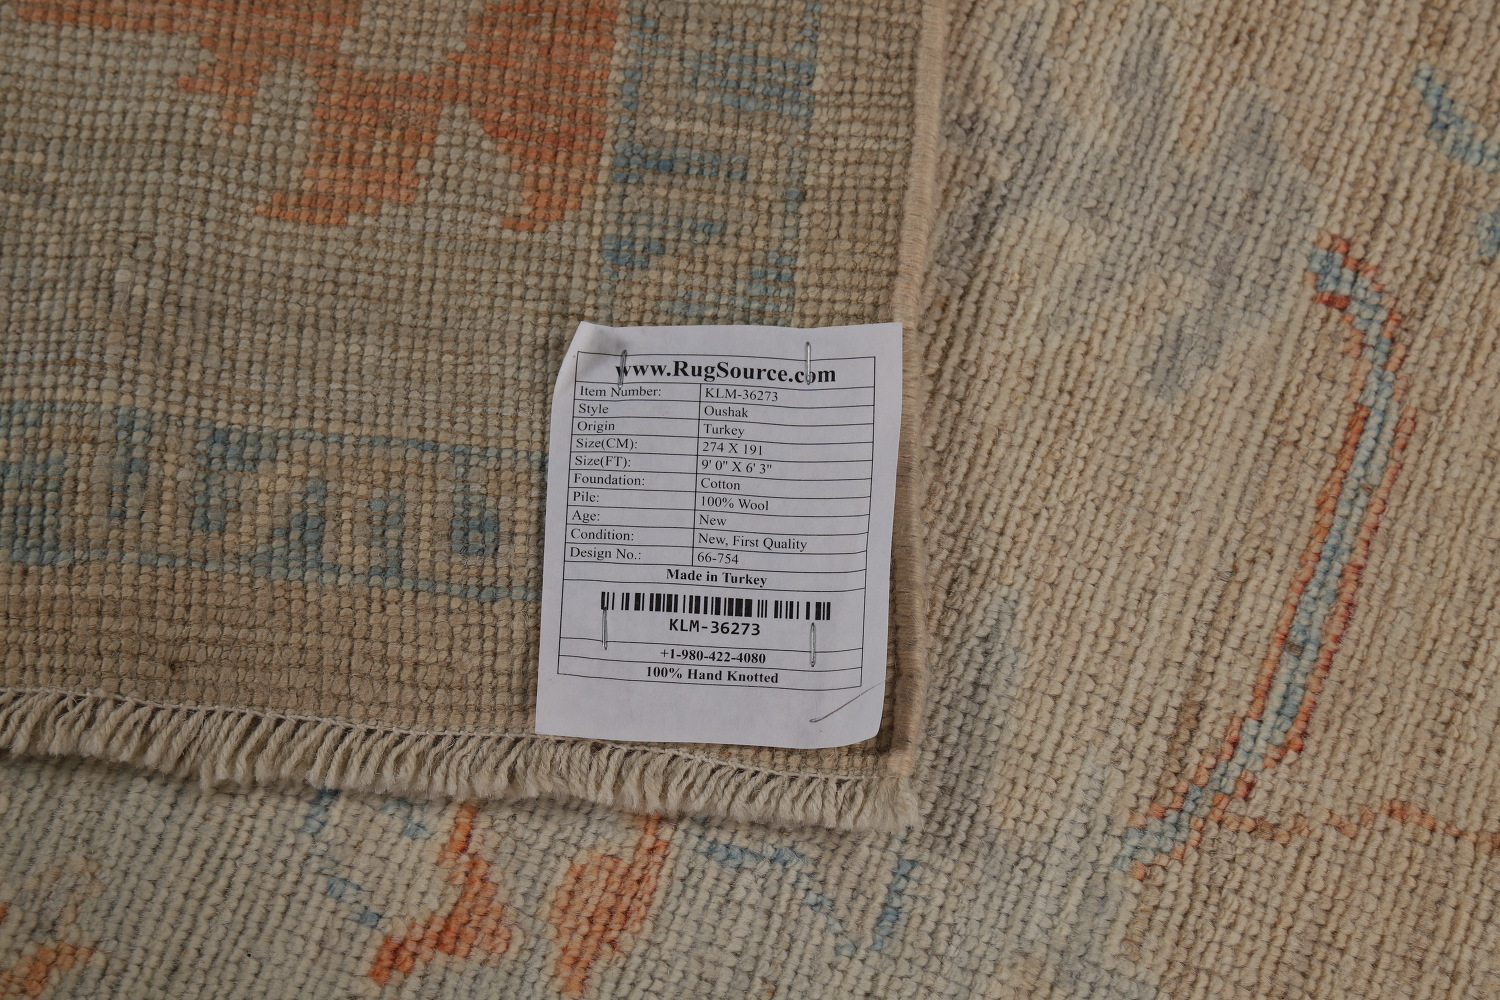 www.RugSource.com
Item Number: KLM-36273
Style Oushak
Origin Turkey
Size(CM): 274 X 191
Size(FT): 9' 0" X 6' 3"
Foundation: Cotton
Pile: 100% Wool
Age: New
Condition: New, First Quality
Design No.: 66-754
Made in Turkey
KLM-36273
+1-980-422-4080
100% Hand Knotted